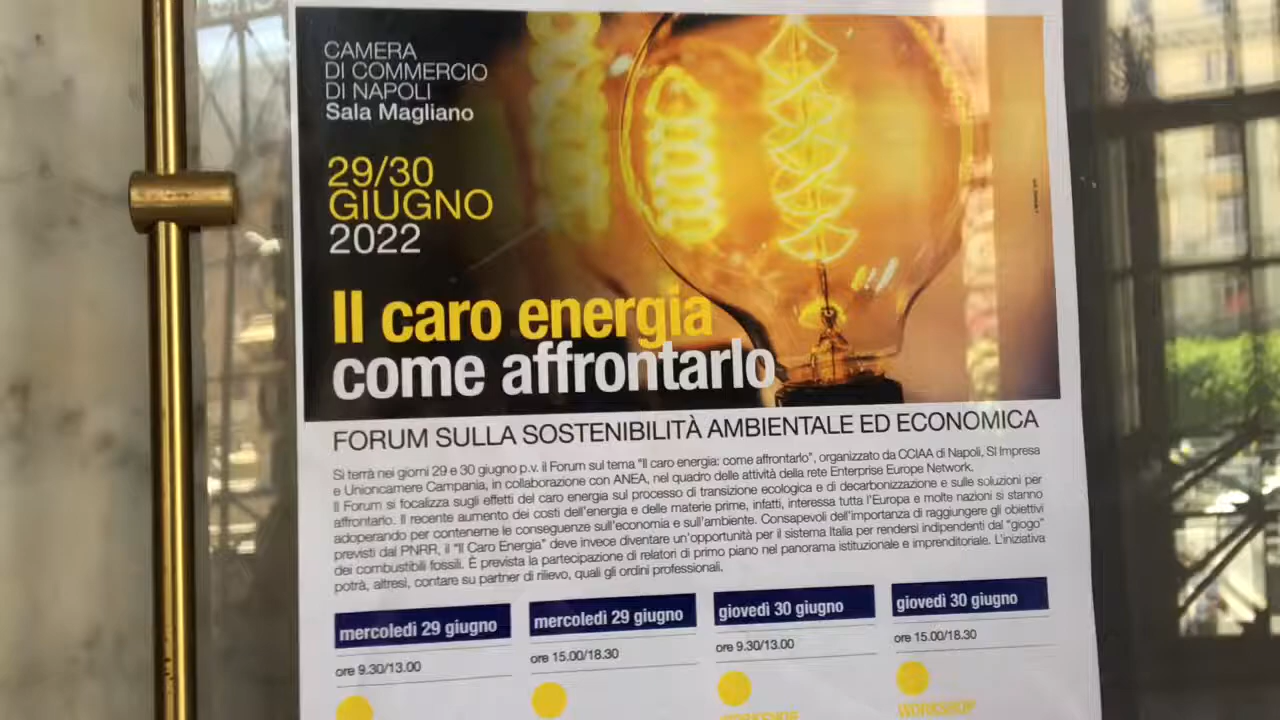 CAMERA
DI COMMERCIO
DI NAPOLI
Sala Magliano
29/30
GIUGNO
2022
Il caro energia
come affrontarlo
FORUM SULLA SOSTENIBILITÀ AMBIENTALE ED ECONOMICA
Si terrà nei giorni 29 e 30 giugno p.v. il Forum sul tema "Il caro energia: come affrontarlo", organizzato da CCIAA di Napoli, SI Impresa
e Unioncamere Campania, in collaborazione con ANEA, nel quadro delle attività della rete Enterprise Europe Network.
Il Forum si focalizza sugli effetti del caro energia sul processo di transizione ecologica e di decarbonizzazione e sulle soluzioni per
affrontarlo. Il recente aumento dei costi dell'energia e delle materie prime, infatti, interessa tutta l'Europa e molte nazioni si stanno
adoperando per contenerne le conseguenze sull'economia e sull'ambiente. Consapevoli dell'importanza di raggiungere gli obiettivi
previsti dal PNRR, il "Il Caro Energia" deve invece diventare un'opportunità per il sistema Italia per rendersi indipendenti dal "giogo"
dei combustibili fossili. È prevista la partecipazione di relatori di primo piano nel panorama istituzionale e imprenditoriale. L'iniziativa
potrà, altresì, contare su partner di rilievo, quali gli ordini professionali.
mercoledì 29 giugno
ore 9.30/13.00
mercoledì 29 giugno
ore 15.00/18.30
giovedì 30 giugno
ore 9.30/13.00
WORKSHOP
giovedì 30 giugno
ore 15.00/18.30
WORKSHOP